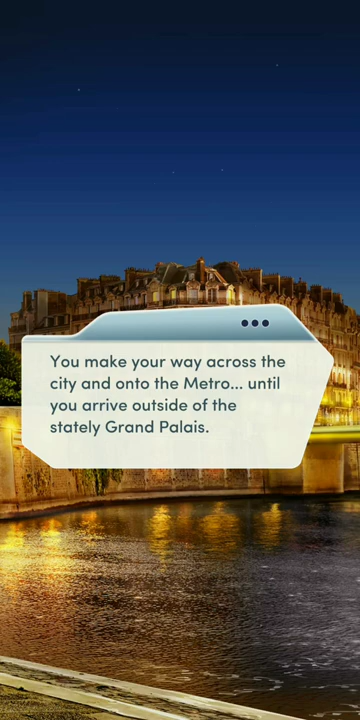 You make your way across the
city and onto the Metro... until
you arrive outside of the
stately Grand Palais.